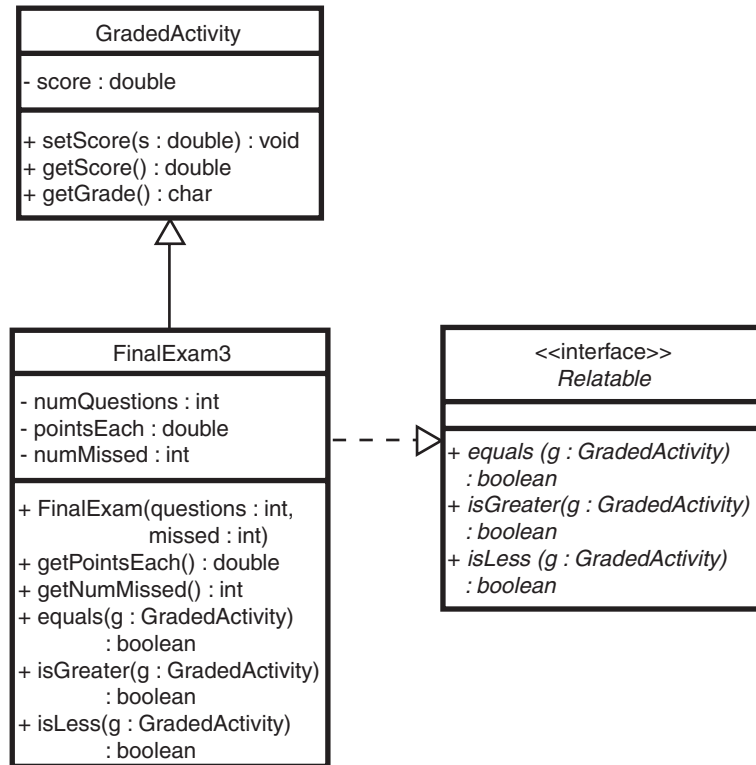 GradedActivity
- score : double
+ setScore(s : double) : void
+ getScore() : double
+ getGrade() : char
FinalExam3
- numQuestions : int
- pointsEach : double
- numMissed : int
+ FinalExam(questions : int,
missed : int)
+ getPointsEach() : double
+ getNumMissed() : int
+ equals(g : GradedActivity)
: boolean
+ isGreater(g : GradedActivity)
: boolean
+ isLess(g : GradedActivity)
: boolean
<<interface>>
Relatable
+ equals (g : GradedActivity)
: boolean
+ isGreater(g : GradedActivity)
: boolean
+ isLess (g : GradedActivity)
: boolean